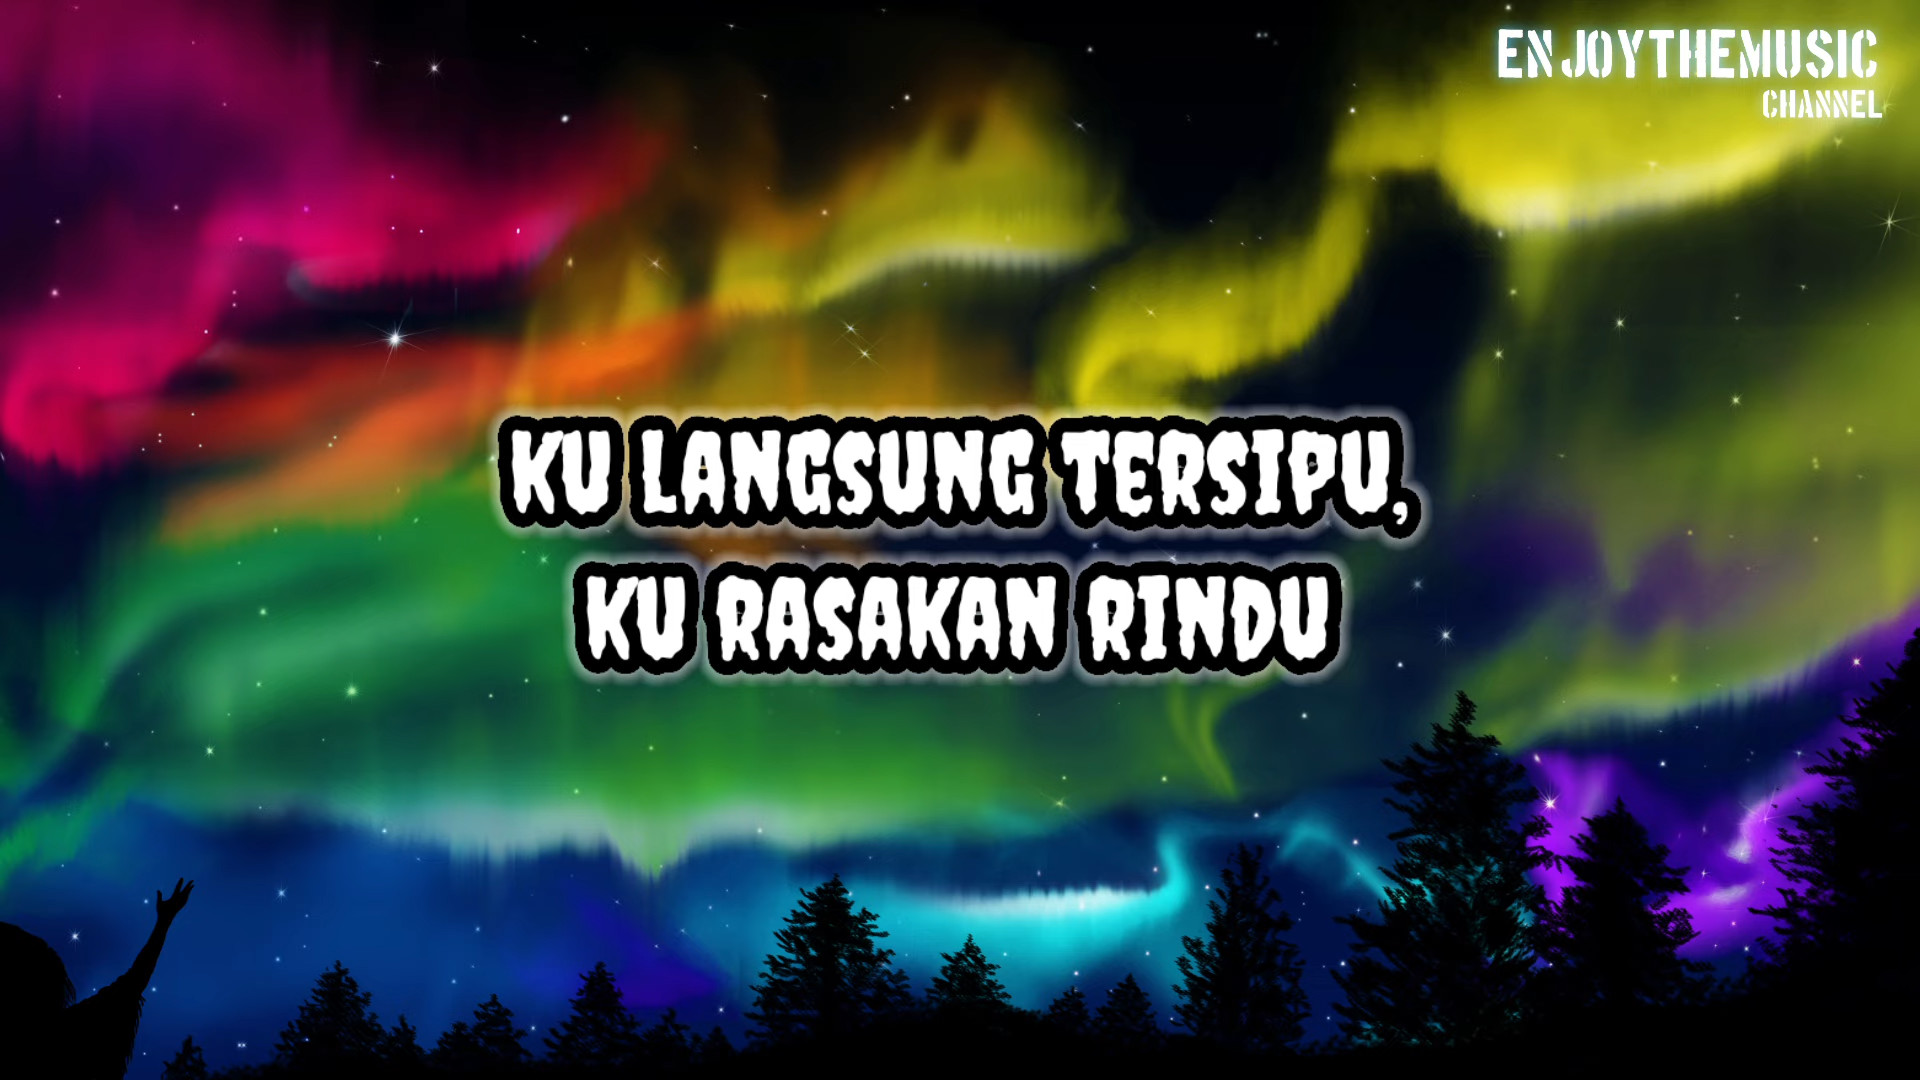 ENJOYTHEMUSIC
CHANNEL
KU LANGSUNG TERSIPU,
KU RASAKAN RINDU